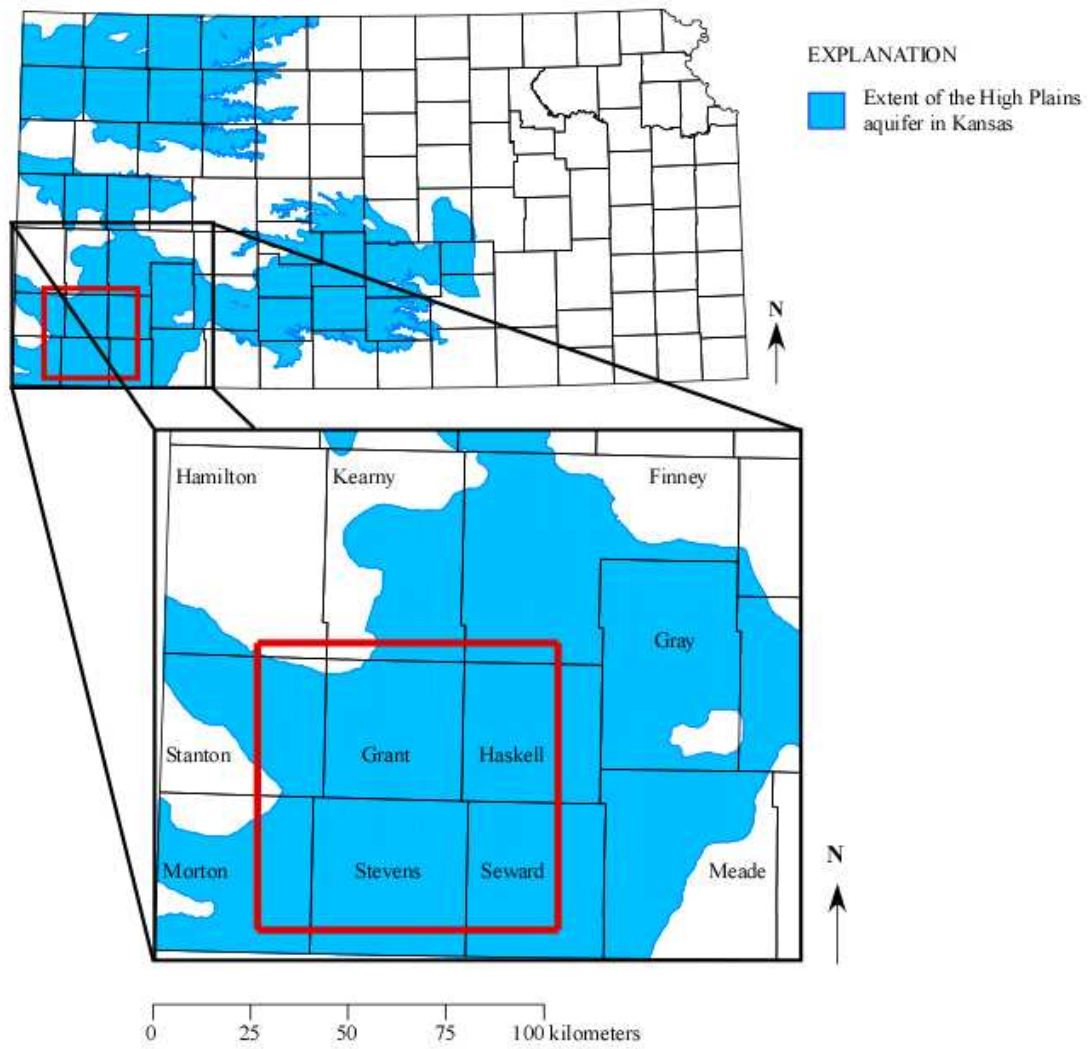 EXPLANATION
Extent of the High Plains
aquifer in Kansas
N
Hamilton
Kearny
Finney
Gray
Stanton
Grant
Haskell
Morton
Stevens
Seward
Meade
N
0
25
50
75
100 kilometers